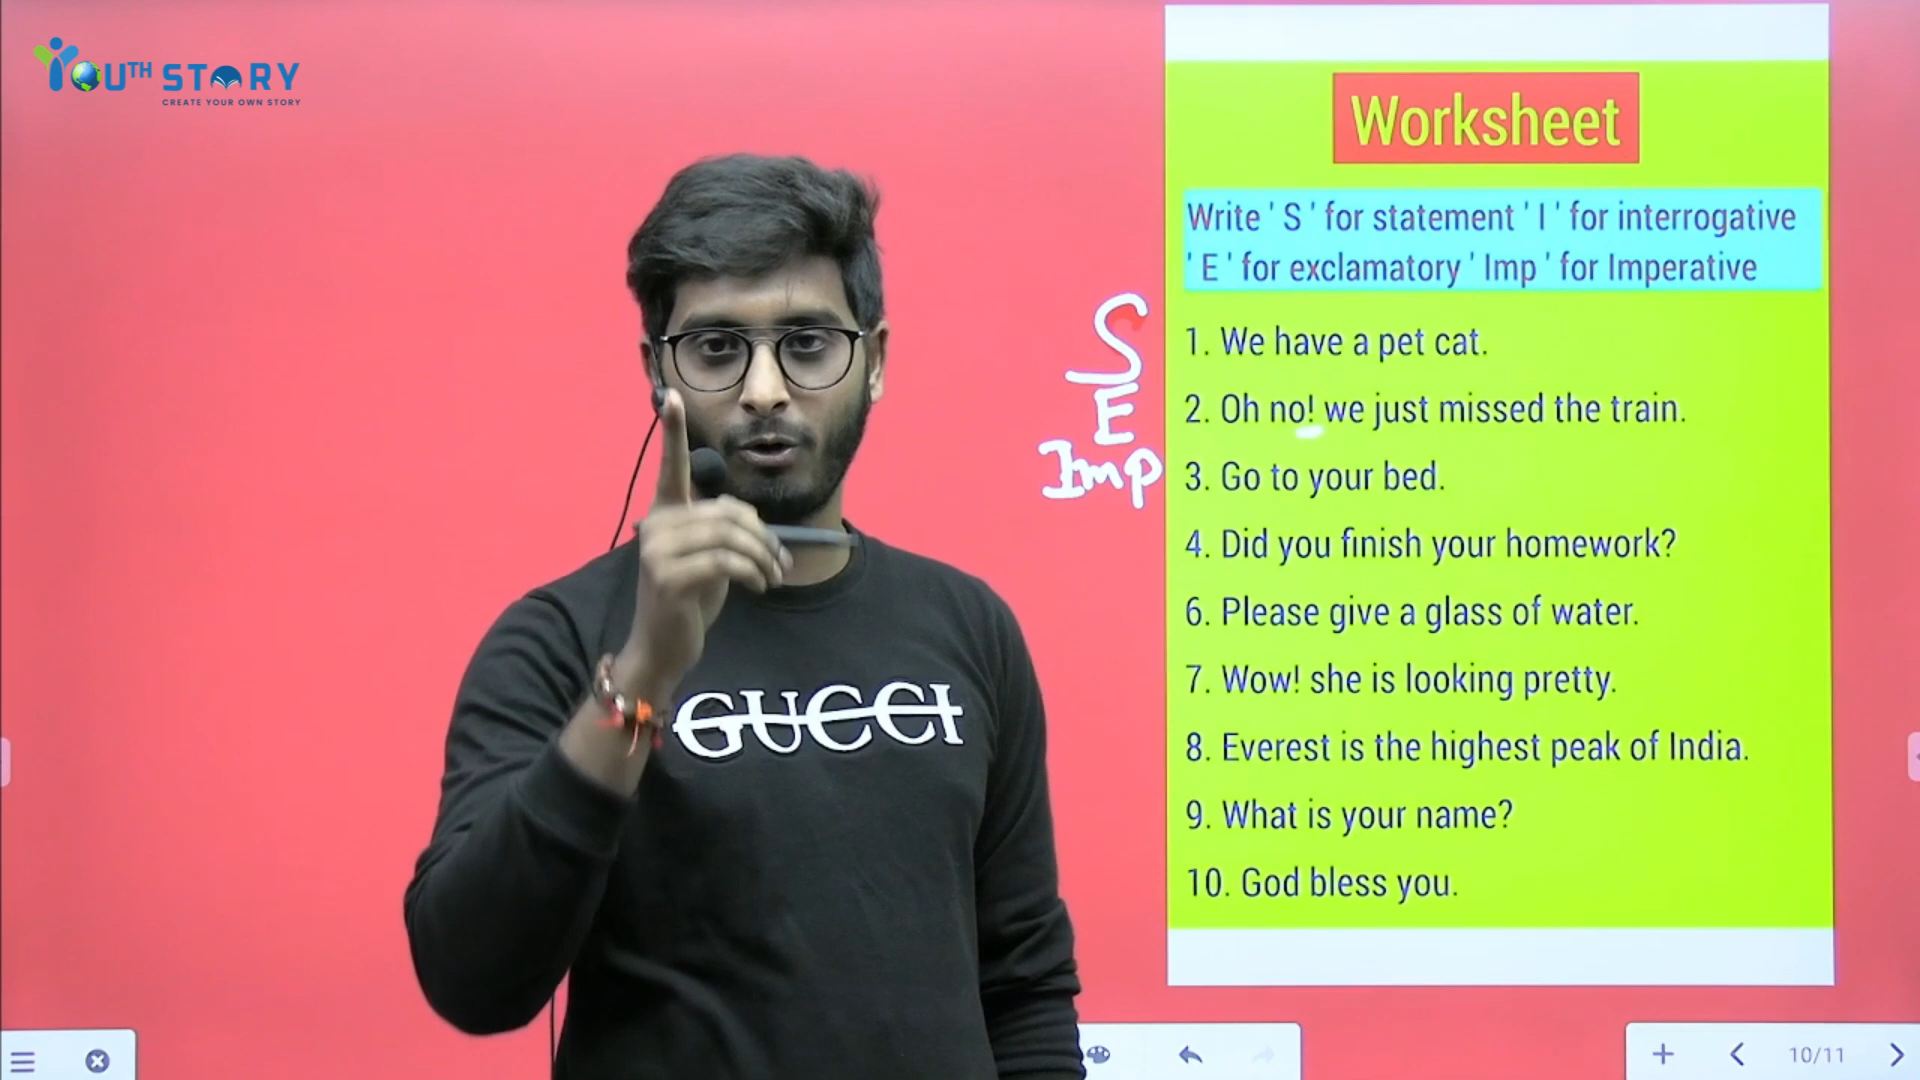 YOUTH STORY
CREATE YOUR OWN STORY
Worksheet
Write ' S ' for statement ' I ' for interrogative
' E ' for exclamatory ' Imp ' for Imperative
S
E
Imp
1. We have a pet cat.
2. Oh no! we just missed the train.
3. Go to your bed.
4. Did you finish your homework?
6. Please give a glass of water.
7. Wow! she is looking pretty.
8. Everest is the highest peak of India.
9. What is your name?
10. God bless you.
GUCCI
10/11